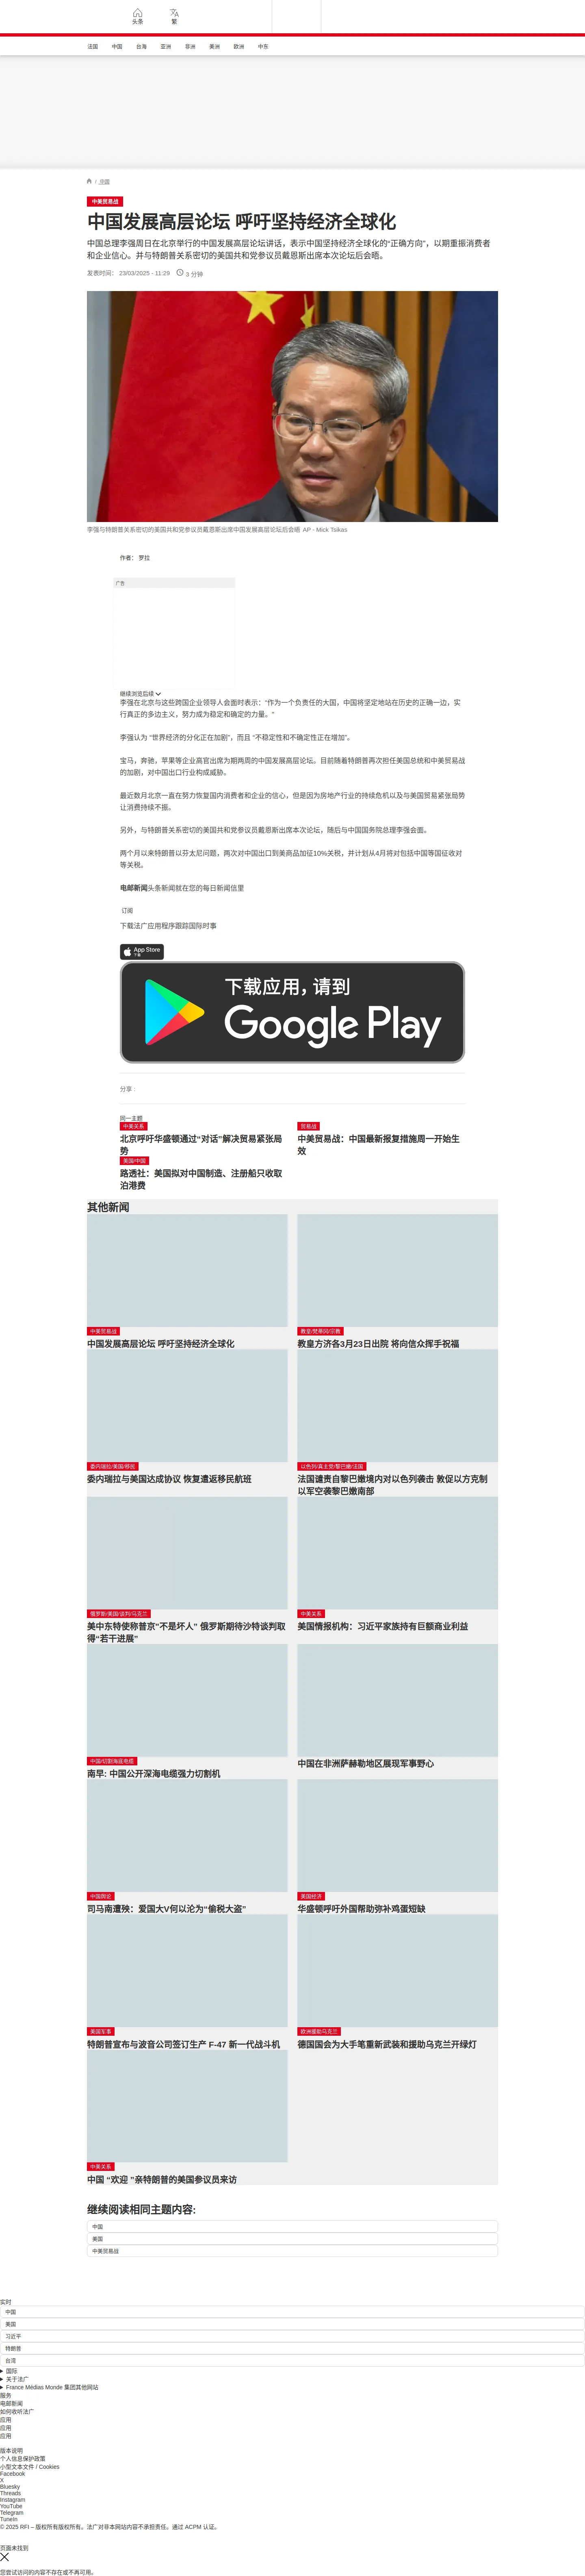 头条
繁
法国 中国 台海 亚洲 非洲 美洲 欧洲 中东
/ 中国
中美贸易战
中国发展高层论坛 呼吁坚持经济全球化
中国总理李强周日在北京举行的中国发展高层论坛讲话，表示中国坚持经济全球化的“正确方向”，以期重振消费者
和企业信心。并与特朗普关系密切的美国共和党参议员戴恩斯出席本次论坛后会晤。
发表时间： 23/03/2025 - 11:29 3 分钟
李强与特朗普关系密切的美国共和党参议员戴恩斯出席中国发展高层论坛后会晤 AP - Mick Tsikas
作者： 罗拉
广告
继续浏览后续
李强在北京与这些跨国企业领导人会面时表示：“作为一个负责任的大国，中国将坚定地站在历史的正确一边，实
行真正的多边主义，努力成为稳定和确定的力量。”
李强认为 “世界经济的分化正在加剧”，而且 “不稳定性和不确定性正在增加”。
宝马，奔驰，苹果等企业高官出席为期两周的中国发展高层论坛。目前随着特朗普再次担任美国总统和中美贸易战
的加剧，对中国出口行业构成威胁。
最近数月北京一直在努力恢复国内消费者和企业的信心，但是因为房地产行业的持续危机以及与美国贸易紧张局势
让消费持续不振。
另外，与特朗普关系密切的美国共和党参议员戴恩斯出席本次论坛，随后与中国国务院总理李强会面。
两个月以来特朗普以芬太尼问题，两次对中国出口到美商品加征10%关税，并计划从4月将对包括中国等国征收对
等关税。
电邮新闻头条新闻就在您的每日新闻信里
订阅
下载法广应用程序跟踪国际时事
App Store
下载
下载应用，请到
Google Play
分享 :
同一主题
中美关系
北京呼吁华盛顿通过“对话”解决贸易紧张局
势
贸易战
中美贸易战：中国最新报复措施周一开始生
效
美国/中国
路透社：美国拟对中国制造、注册船只收取
泊港费
其他新闻
中美贸易战
中国发展高层论坛 呼吁坚持经济全球化
教皇/梵蒂冈/宗教
教皇方济各3月23日出院 将向信众挥手祝福
委内瑞拉/美国/移民
委内瑞拉与美国达成协议 恢复遣返移民航班
以色列/真主党/黎巴嫩/法国
法国谴责自黎巴嫩境内对以色列袭击 敦促以方克制
以军空袭黎巴嫩南部
俄罗斯/美国/谈判/乌克兰
美中东特使称普京"不是坏人" 俄罗斯期待沙特谈判取
得“若干进展”
中美关系
美国情报机构：习近平家族持有巨额商业利益
中国/切割海底电缆
南早: 中国公开深海电缆强力切割机
中国在非洲萨赫勒地区展现军事野心
中国舆论
司马南遭殃：爱国大V何以沦为“偷税大盗”
美国经济
华盛顿呼吁外国帮助弥补鸡蛋短缺
美国军事
特朗普宣布与波音公司签订生产 F-47 新一代战斗机
欧洲援助乌克兰
德国国会为大手笔重新武装和援助乌克兰开绿灯
中美关系
中国 “欢迎 ”亲特朗普的美国参议员来访
继续阅读相同主题内容:
中国
美国
中美贸易战
实时
中国
美国
习近平
特朗普
台湾
国际
关于法广
France Médias Monde 集团其他网站
服务
电邮新闻
如何收听法广
应用
应用
应用
版本说明
个人信息保护政策
小型文本文件 / Cookies
Facebook
X
Bluesky
Threads
Instagram
YouTube
Telegram
TuneIn
© 2025 RFI – 版权所有版权所有。法广对非本网站内容不承担责任。通过 ACPM 认证。
页面未找到
您尝试访问的内容不存在或不再可用。